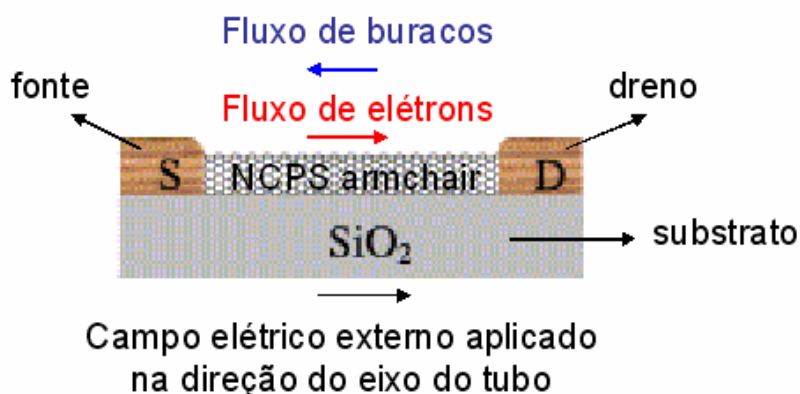 Fluxo de buracos
fonte
dreno
Fluxo de elétrons
S
NCPS armchair
D
SiO₂
substrato
Campo elétrico externo aplicado
na direção do eixo do tubo